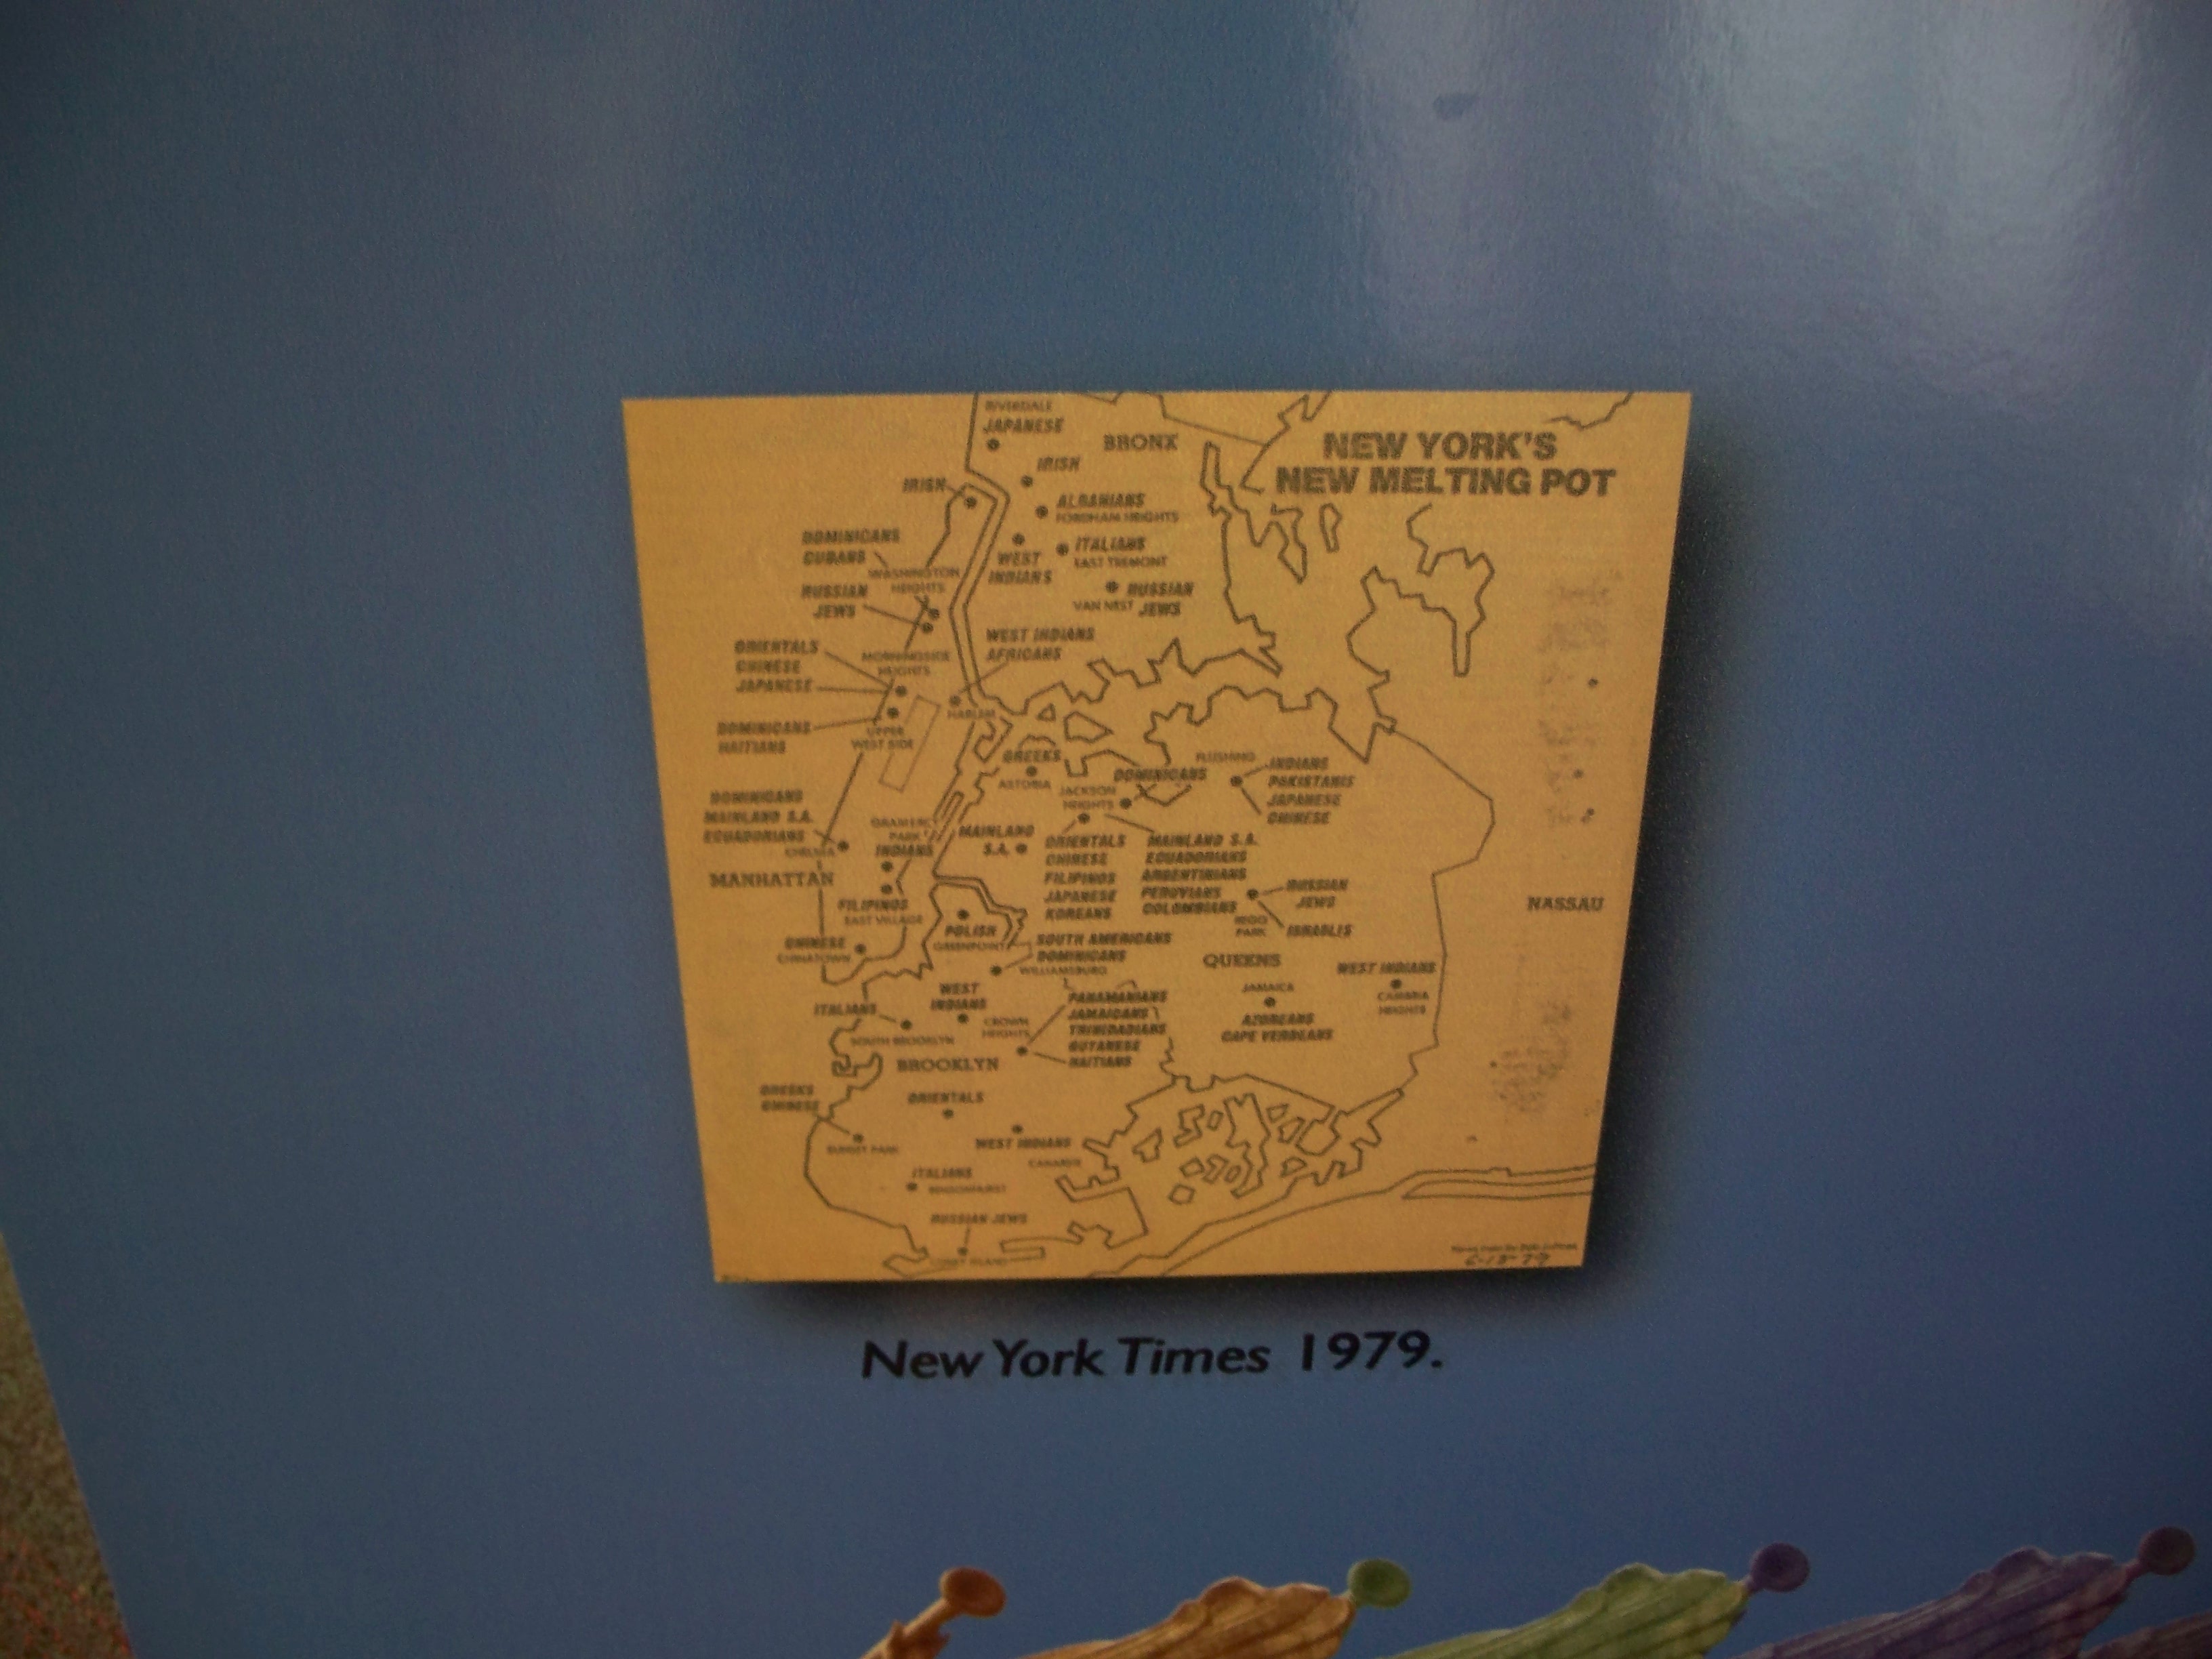 RIVERDALE
JAPANESE
BRONX
NEW YORK'S
NEW MELTING POT
IRISH
IRISH
ALBANIANS
FORDHAM HEIGHTS
DOMINICANS
CUBANS
WASHINGTON
HEIGHTS
WEST
INDIANS
ITALIANS
EAST TREMONT
RUSSIAN
JEWS
RUSSIAN
VAN NEST JEWS
ORIENTALS
CHINESE
JAPANESE
MORNINGSIDE
HEIGHTS
WEST INDIANS
AFRICANS
HARLEM
DOMINICANS
HAITIANS
UPPER
WEST SIDE
GREEKS
ASTORIA
JACKSON
HEIGHTS
DOMINICANS
FLUSHING
INDIANS
PAKISTANIS
JAPANESE
CHINESE
DOMINICANS
MAINLAND S.A.
ECUADORIANS
CHELSEA
GRAMERCY
PARK
INDIANS
MAINLAND
S.A.
ORIENTALS
CHINESE
FILIPINOS
JAPANESE
KOREANS
MAINLAND S.A.
ECUADORIANS
ARGENTINIANS
PERUVIANS
COLOMBIANS
MANHATTAN
FILIPINOS
EAST VILLAGE
RUSSIAN
JEWS
REGO
PARK
ISRAELIS
NASSAU
CHINESE
CHINATOWN
POLISH
GREENPOINT
SOUTH AMERICANS
DOMINICANS
WILLIAMSBURG
QUEENS
WEST INDIANS
CAMBRIA
HEIGHTS
JAMAICA
AZOREANS
CAPE VERDEANS
ITALIANS
SOUTH BROOKLYN
WEST
INDIANS
CROWN
HEIGHTS
PANAMANIANS
JAMAICANS
TRINIDADIANS
GUYANESE
HAITIANS
BROOKLYN
GREEKS
CHINESE
SUNSET PARK
ORIENTALS
WEST INDIANS
CANARSIE
ITALIANS
BENSONHURST
RUSSIAN JEWS
CONEY ISLAND
New York Times 1979.